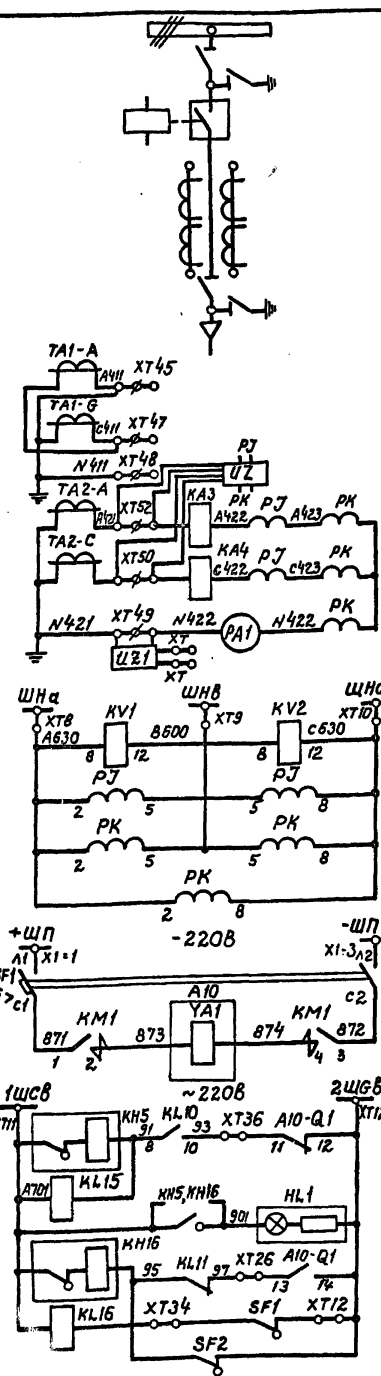 TA1-A A411 XT45
TA1-G C411 XT47
N411 XT48
TA2-A A421 XT52 UZ PJ PK KA3 A422 PJ A423 PK
TA2-C XT50 KA4 C422 PJ C423 PK
N421 XT49 N422 PA1 N422 PK
UZ1 XT XT
ШНа ШНв ШНс
XT8 XT9 XT10
A630 KV1 B600 KV2 C630
8 12 8 12
PJ PJ
2 5 5 8
PK PK
2 5 5 8
PK
2 8
-220В
+ШП -ШП
Л1 X1:1 X1:3 Л2
SF1 C1 C2
871 KM1 873 A10 YA1 874 KM1 872
1 2 4 3
~220В
1ШСВ 2ШGВ
XT11 KH5 91 KL10 93 XT36 A10-Q1 XT12
8 10 11 12
A701 KL15
KH5,KH16 901 HL1
KH16 95 KL11 97 XT26 A10-Q1
13 14
KL16 XT34 SF1 XT12
SF2